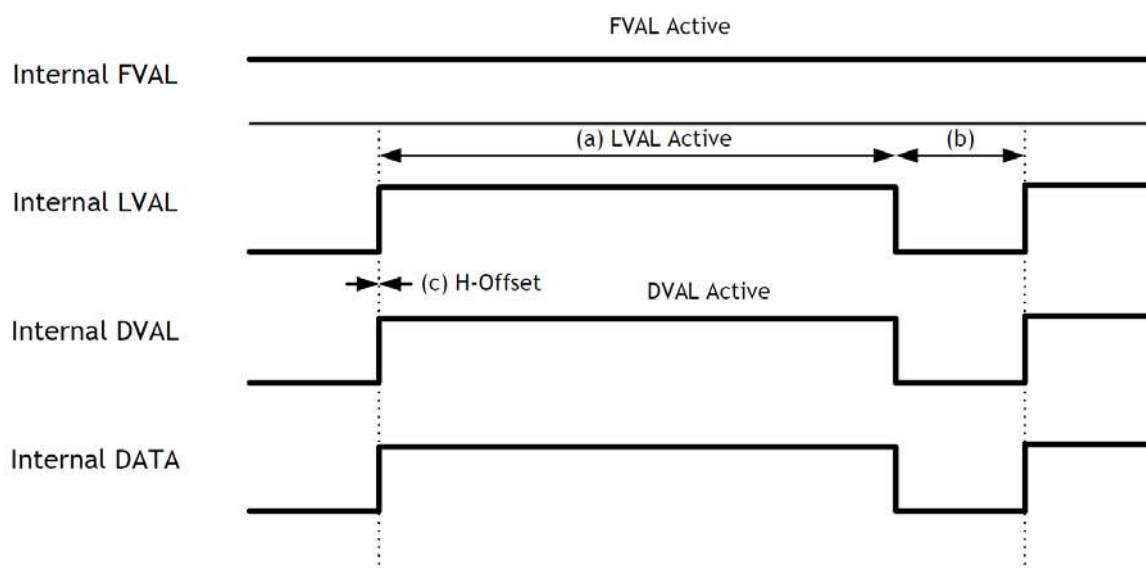 FVAL Active
Internal FVAL
(a) LVAL Active
(b)
Internal LVAL
(c) H-Offset
DVAL Active
Internal DVAL
Internal DATA